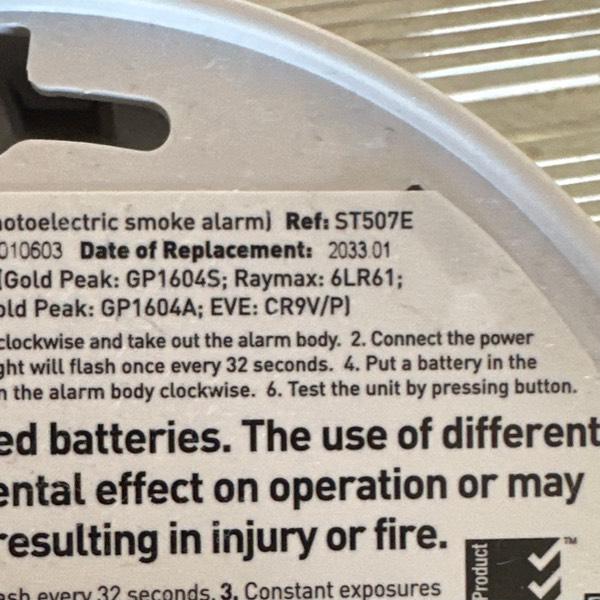 otoelectric smoke alarm) Ref: ST507E
010603 Date of Replacement: 2033.01
(Gold Peak: GP1604S; Raymax: 6LR61;
old Peak: GP1604A; EVE: CR9V/P)
clockwise and take out the alarm body. 2. Connect the power
ght will flash once every 32 seconds. 4. Put a battery in the
n the alarm body clockwise. 6. Test the unit by pressing button.
ed batteries. The use of different
ental effect on operation or may
resulting in injury or fire.
Product
TM
ash every 32 seconds. 3. Constant exposures